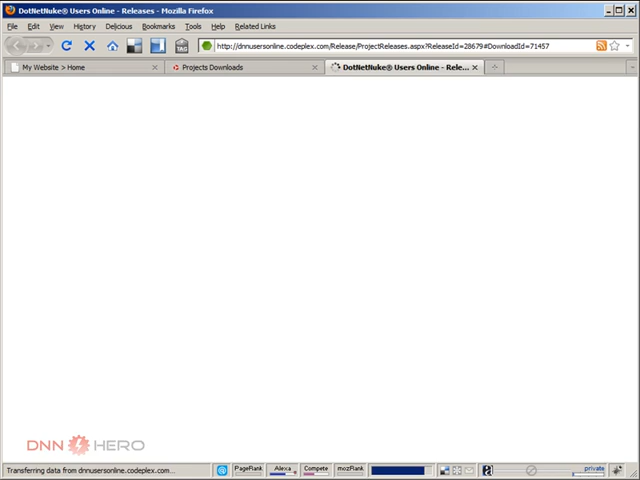 DotNetNuke® Users Online - Releases - Mozilla Firefox
File Edit View History Delicious Bookmarks Tools Help Related Links
TAG http://dnnusersonline.codeplex.com/Release/ProjectReleases.aspx?ReleaseId=28679#DownloadId=71457
My Website > Home Projects Downloads DotNetNuke® Users Online - Rele...
DNN HERO
Transferring data from dnnusersonline.codeplex.com... PageRank Alexa Compete mozRank private